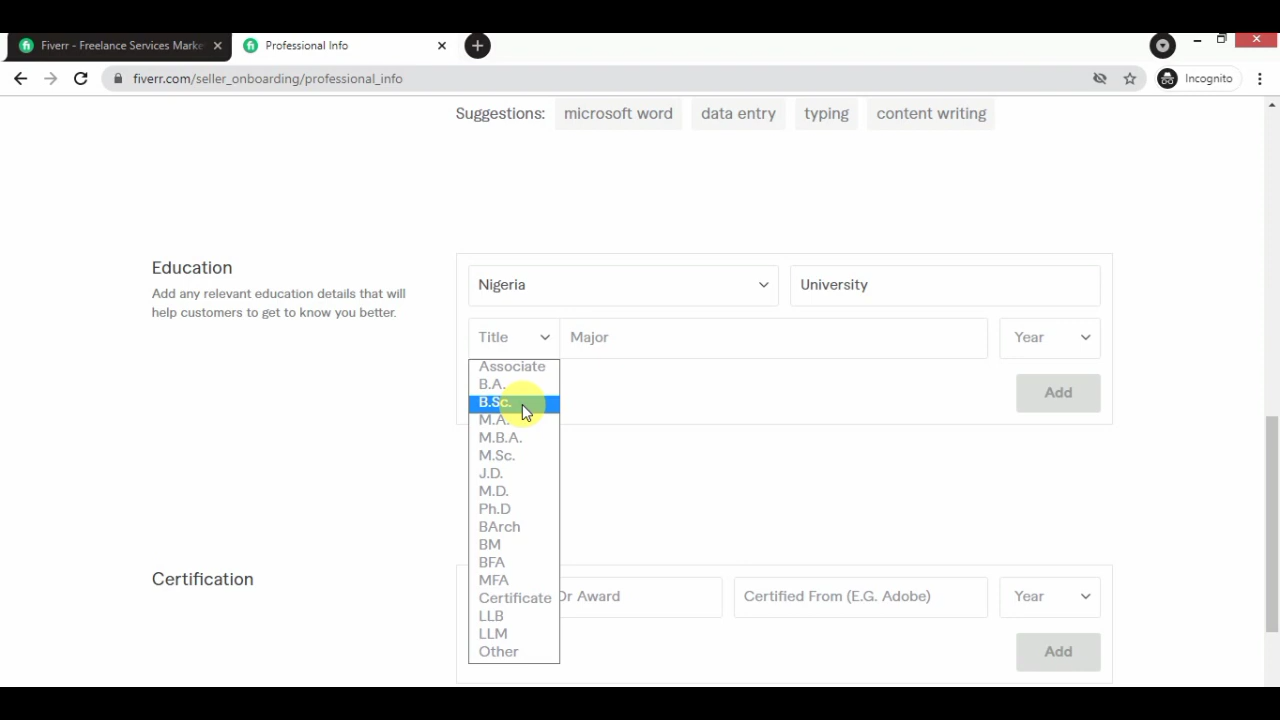 Fiverr - Freelance Services Marke
Professional Info
fiverr.com/seller_onboarding/professional_info
Incognito
Suggestions: microsoft word data entry typing content writing
Education
Add any relevant education details that will
help customers to get to know you better.
Nigeria University
Title Major Year
Associate
B.A.
B.Sc.
M.A.
M.B.A.
M.Sc.
J.D.
M.D.
Ph.D
BArch
BM
BFA
MFA
Certificate
LLB
LLM
Other
Add
Certification
Or Award Certified From (E.G. Adobe) Year
Add